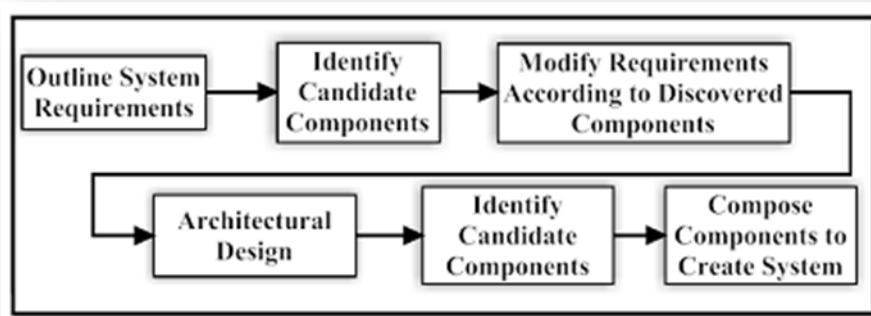 Outline System
Requirements
Identify
Candidate
Components
Modify Requirements
According to Discovered
Components
Architectural
Design
Identify
Candidate
Components
Compose
Components to
Create System